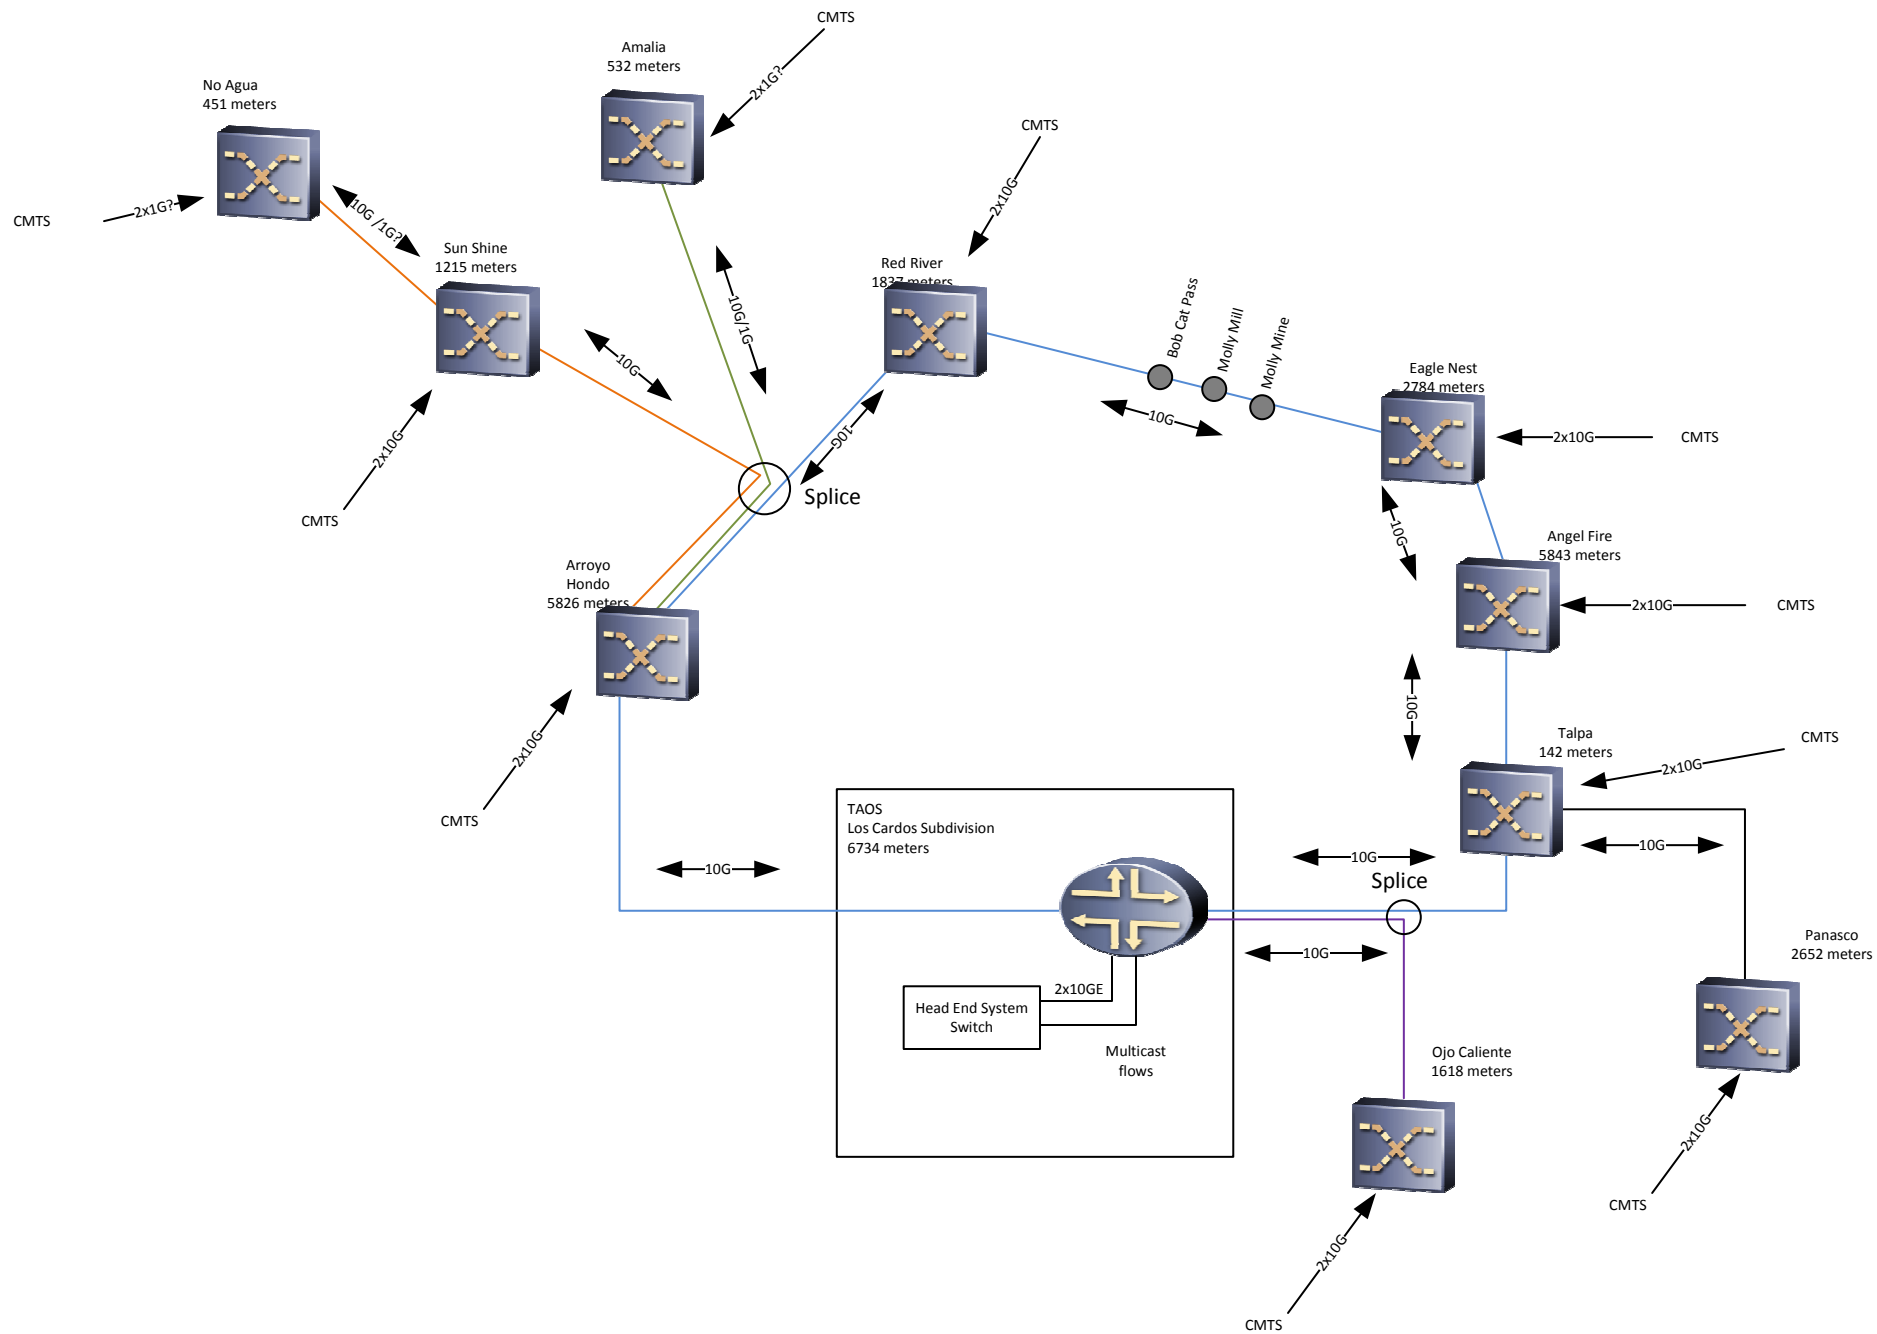 CMTS
Amalia
532 meters
2x1G?
No Agua
451 meters
CMTS
2x1G?
10G /1G?
CMTS
2x10G
Sun Shine
1215 meters
10G
10G/1G
Red River
1837 meters
Bob Cat Pass
Molly Mill
Molly Mine
10G
Eagle Nest
2784 meters
2x10G
CMTS
2x10G
CMTS
10G
Splice
10G
Angel Fire
5843 meters
2x10G
CMTS
Arroyo
Hondo
5826 meters
10G
2x10G
CMTS
Talpa
142 meters
CMTS
2x10G
TAOS
Los Cardos Subdivision
6734 meters
10G
10G
Splice
10G
10G
Panasco
2652 meters
2x10GE
Head End System
Switch
Multicast
flows
Ojo Caliente
1618 meters
2x10G
CMTS
2x10G
CMTS